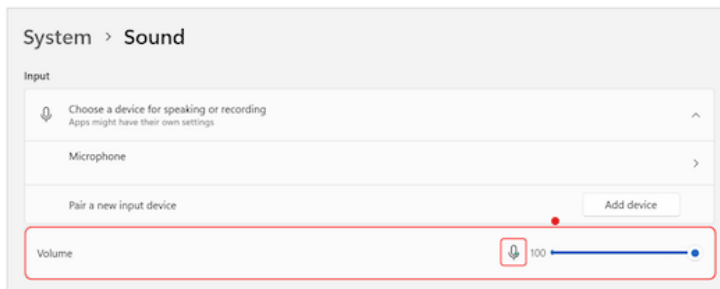 System > Sound
Input
Choose a device for speaking or recording
Apps might have their own settings
Microphone
Pair a new input device Add device
Volume 100